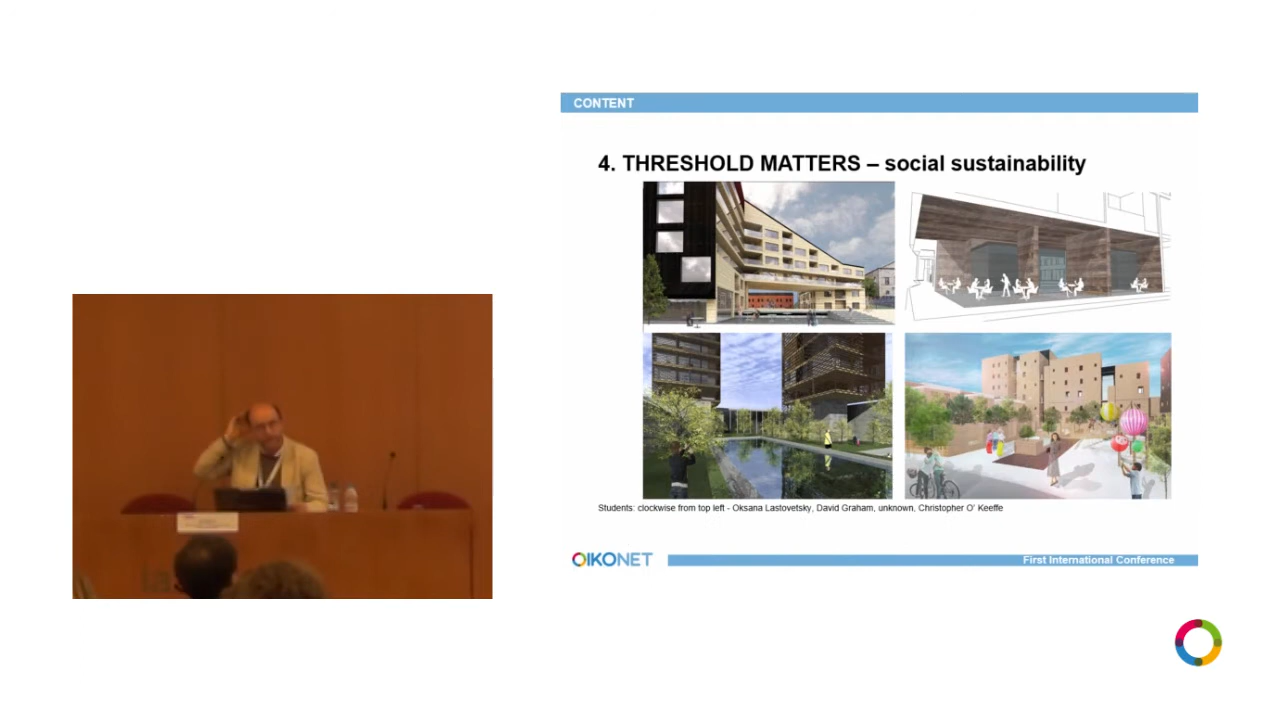 CONTENT
4. THRESHOLD MATTERS – social sustainability
Students: clockwise from top left - Oksana Lastovetsky, David Graham, unknown, Christopher O' Keeffe
OIKONET
First International Conference